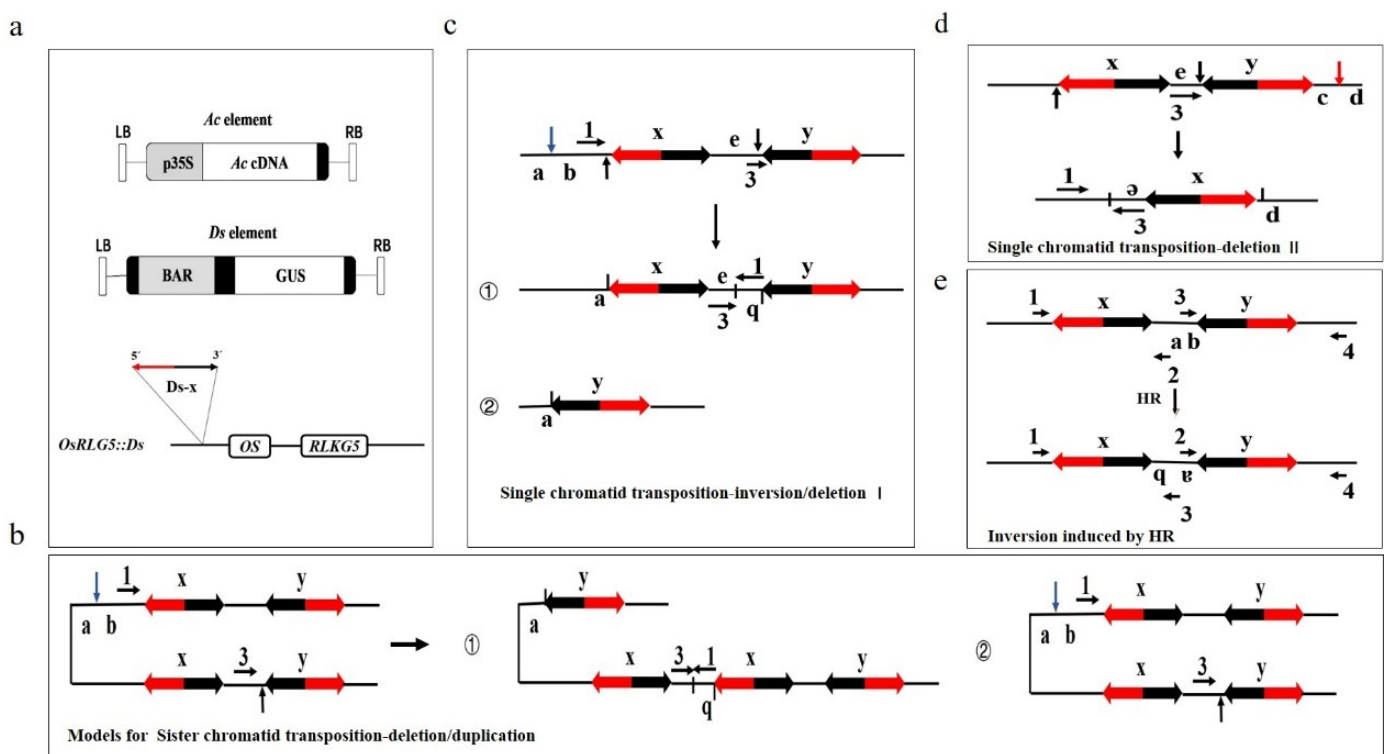 a
Ac element
LB
RB
p35S
Ac cDNA
Ds element
LB
RB
BAR
GUS
5´
3´
Ds-x
OsRLG5::Ds
OS
RLKG5
c
1
x
e
y
a
b
3
①
x
e
1
y
a
3
q
②
y
a
Single chromatid transposition-inversion/deletion Ⅰ
d
x
e
y
3
c
d
x
1
ə
3
d
Single chromatid transposition-deletion Ⅱ
e
1
x
3
y
a b
2
4
HR
1
x
2
y
q
ɐ
3
4
Inversion induced by HR
b
1
x
y
a
b
x
3
y
①
y
a
x
3
1
x
y
q
②
1
x
y
a
b
x
3
y
Models for Sister chromatid transposition-deletion/duplication